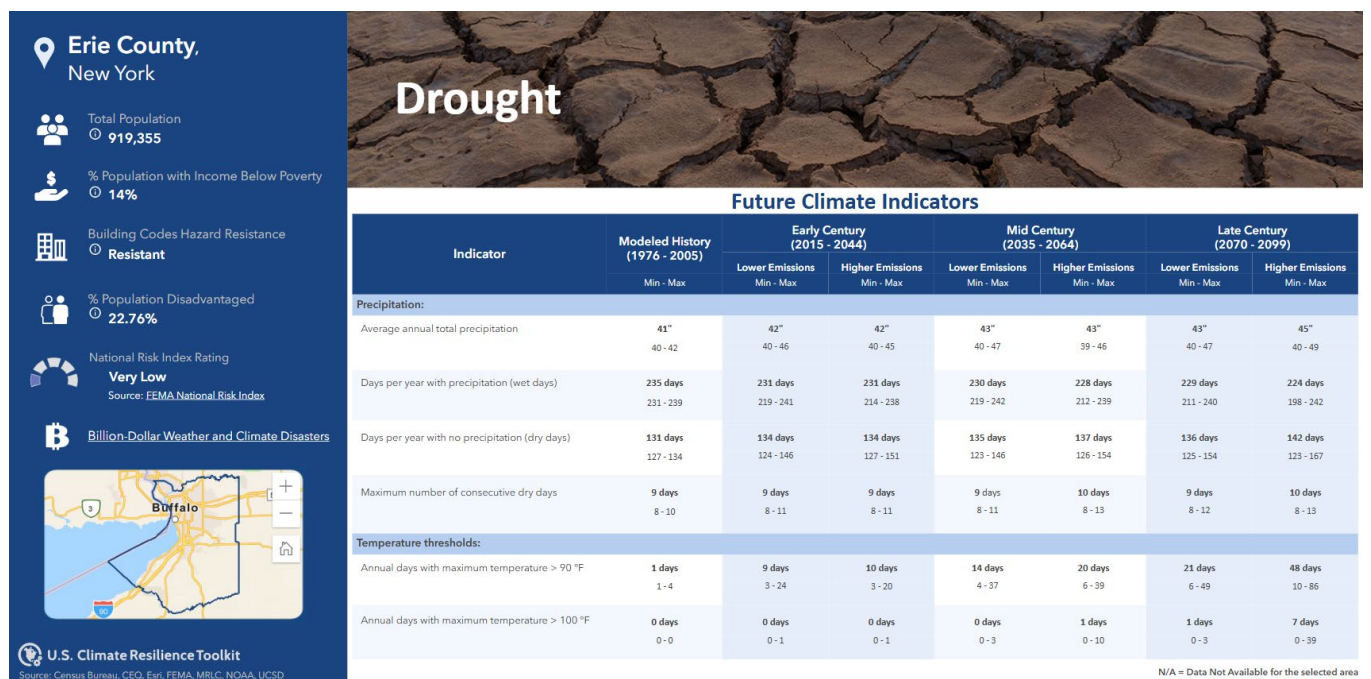 Erie County,
New York
Total Population
919,355
% Population with Income Below Poverty
14%
Building Codes Hazard Resistance
Resistant
% Population Disadvantaged
22.76%
National Risk Index Rating
Very Low
Source: FEMA National Risk Index
Billion-Dollar Weather and Climate Disasters
3
Buffalo
90
U.S. Climate Resilience Toolkit
Source: Census Bureau, CEQ, Esri, FEMA, MRLC, NOAA, UCSD
Drought
Future Climate Indicators
Indicator
Modeled History
(1976 - 2005)
Early Century
(2015 - 2044)
Mid Century
(2035 - 2064)
Late Century
(2070 - 2099)
Lower Emissions Higher Emissions Lower Emissions Higher Emissions Lower Emissions Higher Emissions
Min - Max Min - Max Min - Max Min - Max Min - Max Min - Max Min - Max
Precipitation:
Average annual total precipitation 41" 42" 42" 43" 43" 43" 45"
40 - 42 40 - 46 40 - 45 40 - 47 39 - 46 40 - 47 40 - 49
Days per year with precipitation (wet days) 235 days 231 days 231 days 230 days 228 days 229 days 224 days
231 - 239 219 - 241 214 - 238 219 - 242 212 - 239 211 - 240 198 - 242
Days per year with no precipitation (dry days) 131 days 134 days 134 days 135 days 137 days 136 days 142 days
127 - 134 124 - 146 127 - 151 123 - 146 126 - 154 125 - 154 123 - 167
Maximum number of consecutive dry days 9 days 9 days 9 days 9 days 10 days 9 days 10 days
8 - 10 8 - 11 8 - 11 8 - 11 8 - 13 8 - 12 8 - 13
Temperature thresholds:
Annual days with maximum temperature > 90 °F 1 days 9 days 10 days 14 days 20 days 21 days 48 days
1 - 4 3 - 24 3 - 20 4 - 37 6 - 39 6 - 49 10 - 86
Annual days with maximum temperature > 100 °F 0 days 0 days 0 days 0 days 1 days 1 days 7 days
0 - 0 0 - 1 0 - 1 0 - 3 0 - 10 0 - 3 0 - 39
N/A = Data Not Available for the selected area